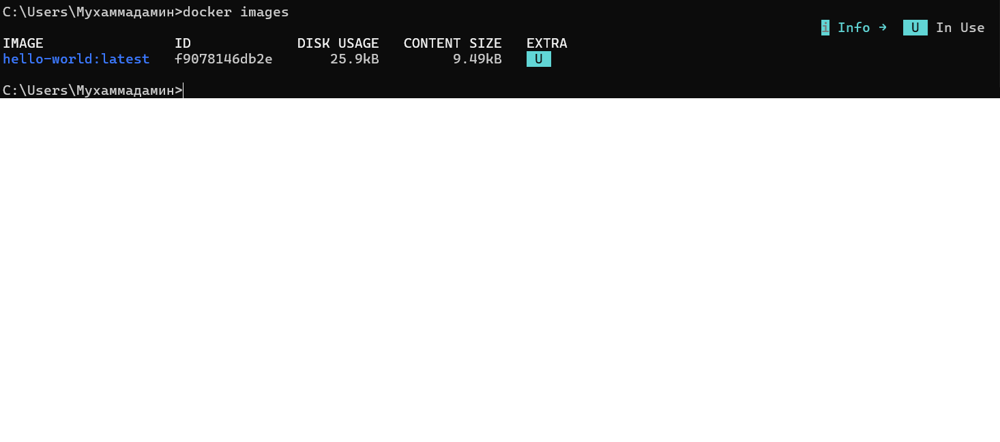 C:\Users\Мухаммадамин>docker images
i Info → U In Use
IMAGE ID DISK USAGE CONTENT SIZE EXTRA
hello-world:latest f9078146db2e 25.9kB 9.49kB U
C:\Users\Мухаммадамин>